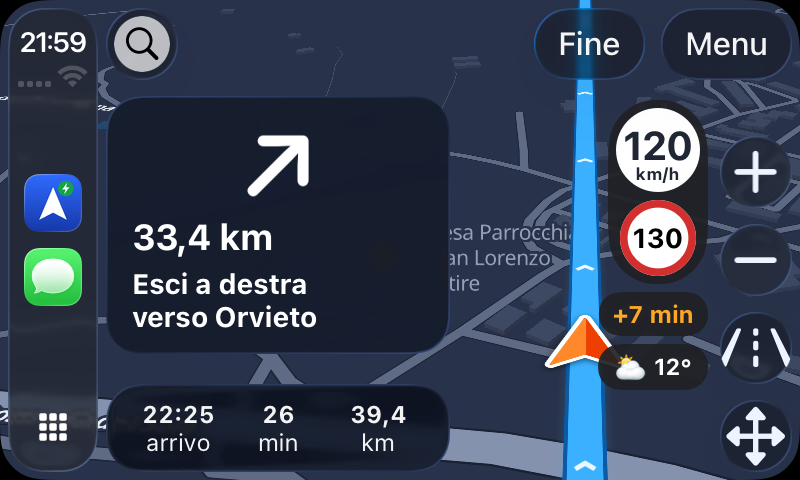 21:59
Fine
Menu
33,4 km
Esci a destra
verso Orvieto
120
km/h
130
esa Parrocchia
an Lorenzo
tire
+7 min
12°
22:25
arrivo
26
min
39,4
km